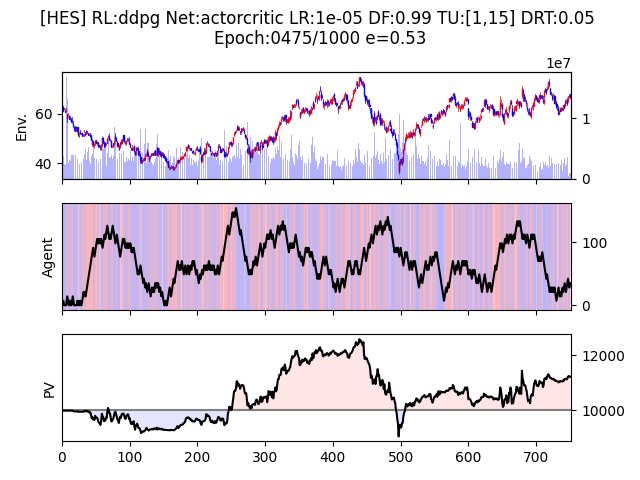 [HES] RL:ddpg Net:actorcritic LR:1e-05 DF:0.99 TU:[1,15] DRT:0.05
Epoch:0475/1000 e=0.53
1e7
Env.
60
40
1
0
Agent
100
0
PV
12000
10000
0 100 200 300 400 500 600 700